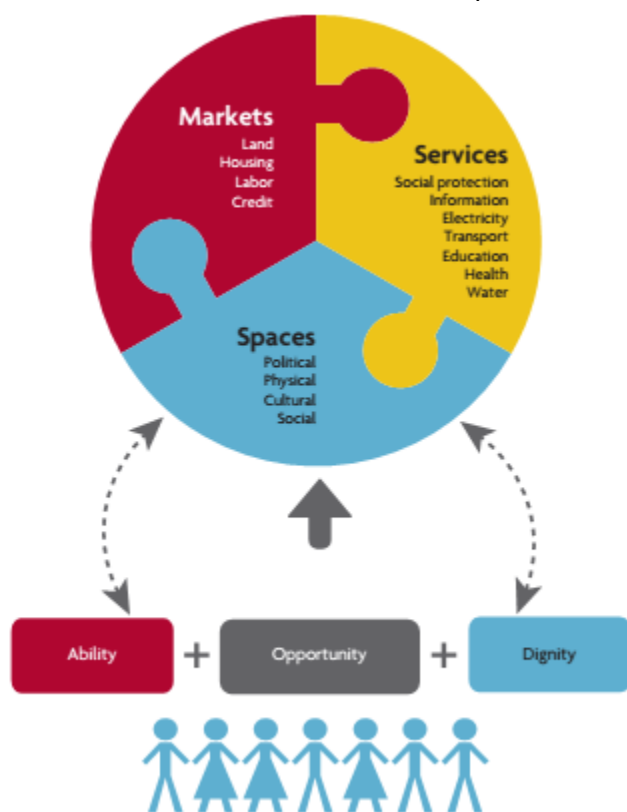 Markets
Land
Housing
Labor
Credit
Services
Social protection
Information
Electricity
Transport
Education
Health
Water
Spaces
Political
Physical
Cultural
Social
Ability + Opportunity + Dignity